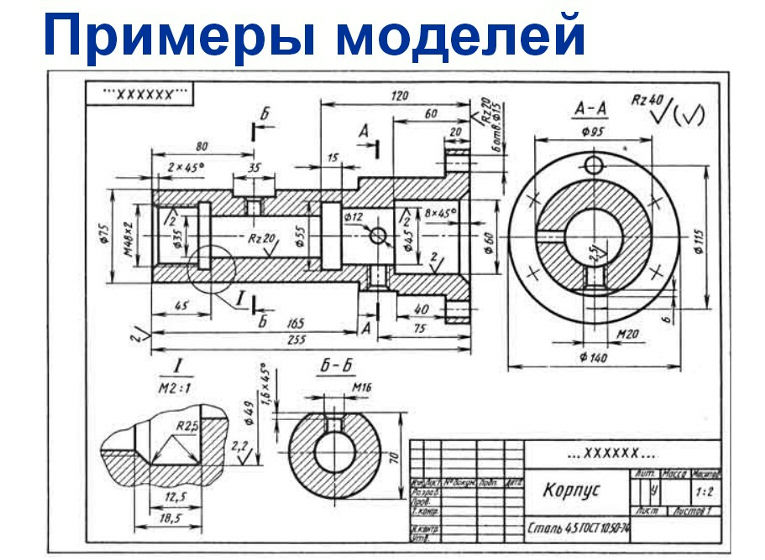 Примеры моделей
...XXXXXX...
Б
А
120
60
20
Rz20
6 отв. Ф15
А-А
Rz 40
(√)
Ф95
80
2×45°
35
15
Ф75
М48×2
Ф35
2
Rz20
Ф55
Ф12
Ф45
2
8×45°
2
Ф60
2,5
Ф115
45
I
Б
А
40
6
165
75
М20
255
2
Ф140
I
М2:1
R2,5
Ф49
2,2
12,5
18,5
Б-Б
1,6×45°
М16
70
...XXXXXX...
Изм. Лист № докум. Подп. Дата
Разраб.
Пров.
Т. контр.
Н. контр.
Утв.
Корпус
Лит. Масса Масштаб
У 1:2
Лист Листов 1
Сталь 45 ГОСТ 1050-74